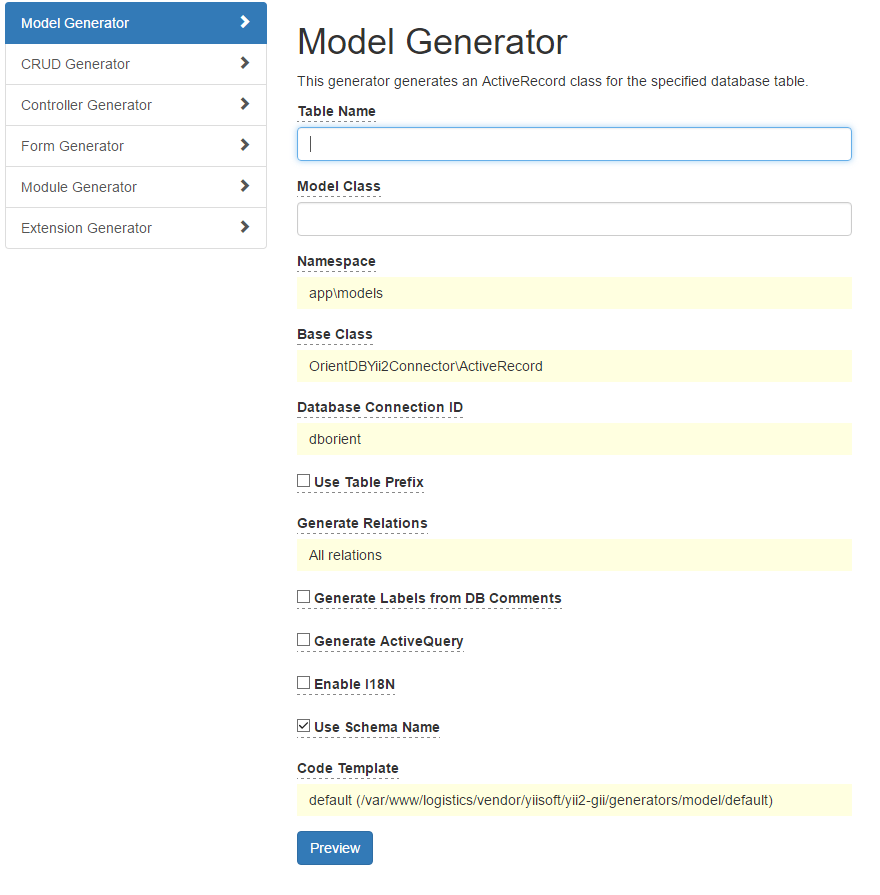 Model Generator
CRUD Generator
Controller Generator
Form Generator
Module Generator
Extension Generator
Model Generator
This generator generates an ActiveRecord class for the specified database table.
Table Name
Model Class
Namespace
app\models
Base Class
OrientDBYii2Connector\ActiveRecord
Database Connection ID
dborient
Use Table Prefix
Generate Relations
All relations
Generate Labels from DB Comments
Generate ActiveQuery
Enable I18N
Use Schema Name
Code Template
default (/var/www/logistics/vendor/yiisoft/yii2-gii/generators/model/default)
Preview